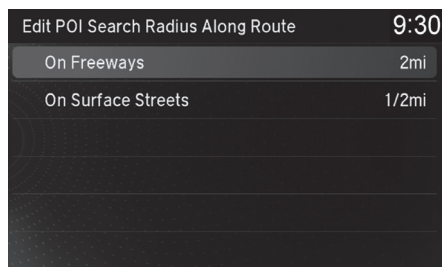 Edit POI Search Radius Along Route 9:30
On Freeways 2mi
On Surface Streets 1/2mi